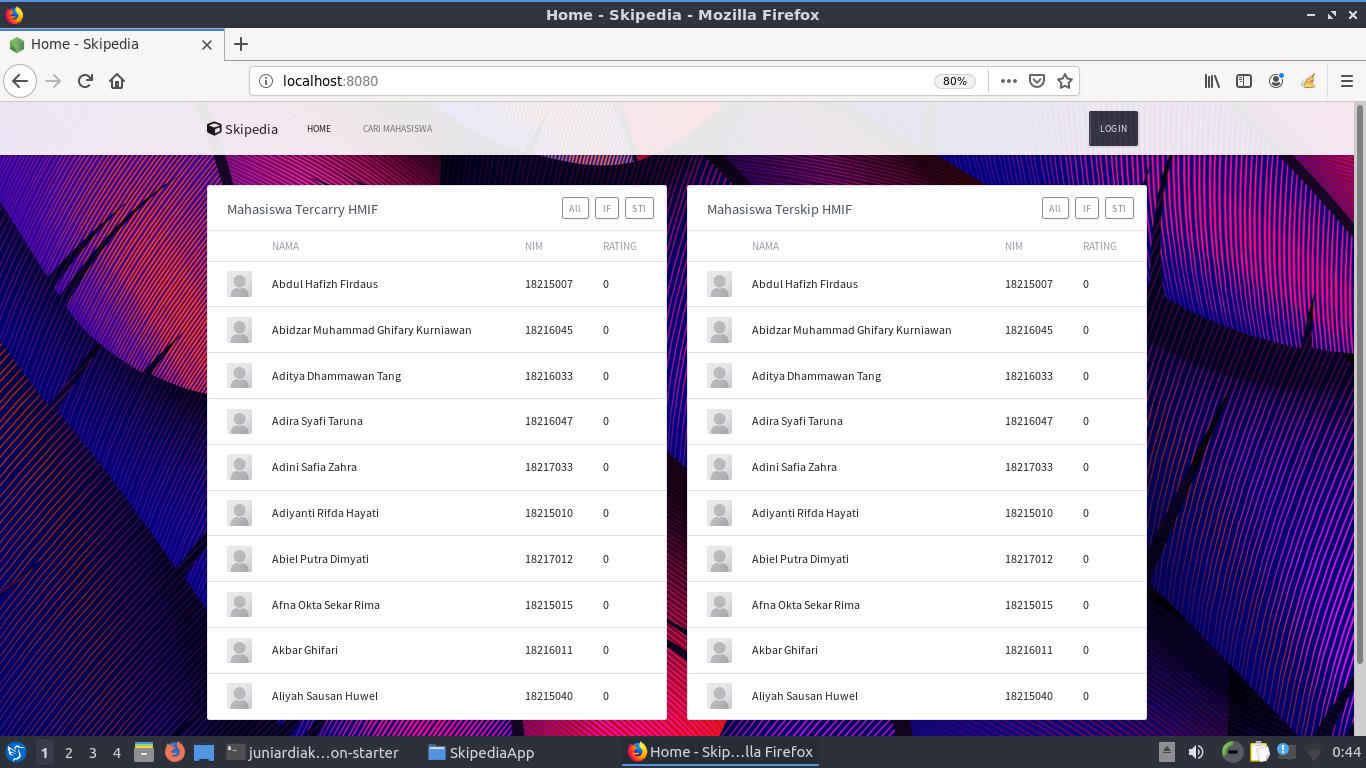 Home - Skipedia - Mozilla Firefox
Home - Skipedia
localhost:8080
80%
Skipedia HOME CARI MAHASISWA LOGIN
Mahasiswa Tercarry HMIF All IF STI
NAMA NIM RATING
Abdul Hafizh Firdaus 18215007 0
Abidzar Muhammad Ghifary Kurniawan 18216045 0
Aditya Dhammawan Tang 18216033 0
Adira Syafi Taruna 18216047 0
Adini Safia Zahra 18217033 0
Adiyanti Rifda Hayati 18215010 0
Abiel Putra Dimyati 18217012 0
Afna Okta Sekar Rima 18215015 0
Akbar Ghifari 18216011 0
Aliyah Sausan Huwel 18215040 0
Mahasiswa Terskip HMIF All IF STI
NAMA NIM RATING
Abdul Hafizh Firdaus 18215007 0
Abidzar Muhammad Ghifary Kurniawan 18216045 0
Aditya Dhammawan Tang 18216033 0
Adira Syafi Taruna 18216047 0
Adini Safia Zahra 18217033 0
Adiyanti Rifda Hayati 18215010 0
Abiel Putra Dimyati 18217012 0
Afna Okta Sekar Rima 18215015 0
Akbar Ghifari 18216011 0
Aliyah Sausan Huwel 18215040 0
1 2 3 4 juniardiak...on-starter SkipediaApp Home - Skip...lla Firefox 0:44